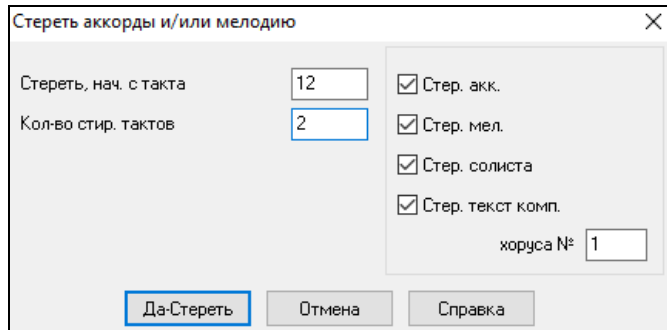 Стереть аккорды и/или мелодию
Стереть, нач. с такта 12
Кол-во стир. тактов 2
Стер. акк.
Стер. мел.
Стер. солиста
Стер. текст комп.
хоруса № 1
Да-Стереть Отмена Справка